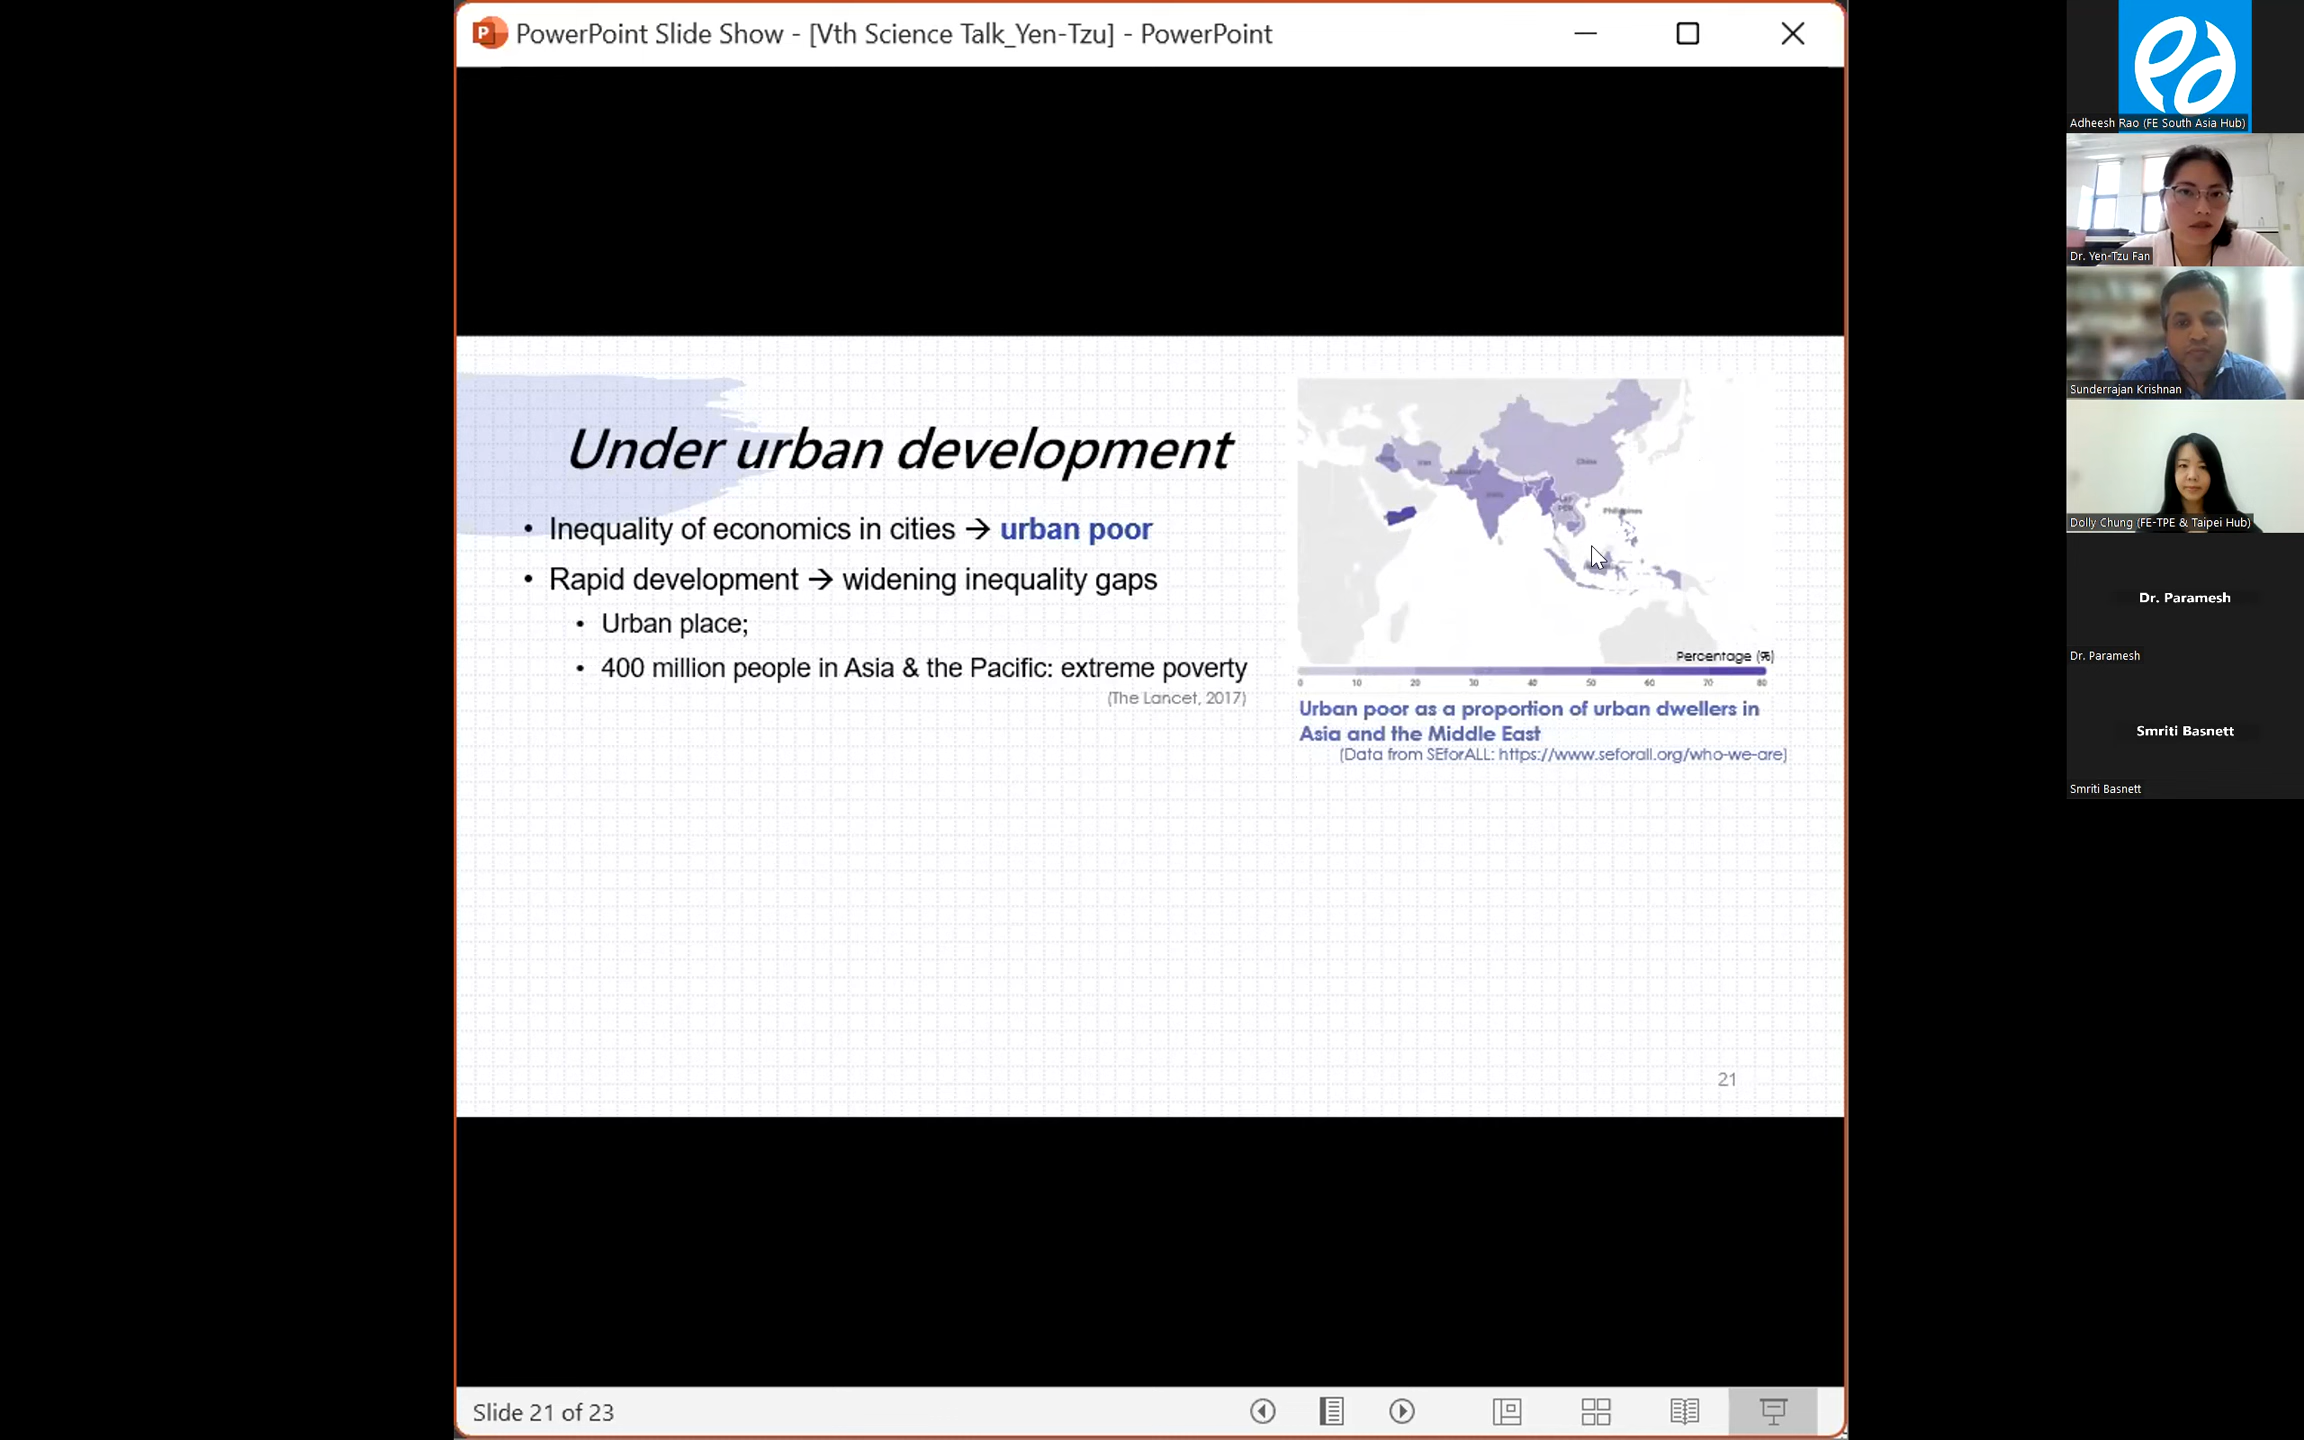 PowerPoint Slide Show - [Vth Science Talk_Yen-Tzu] - PowerPoint
Under urban development
• Inequality of economics in cities → urban poor
• Rapid development → widening inequality gaps
• Urban place;
• 400 million people in Asia & the Pacific: extreme poverty
(The Lancet, 2017)
China
Philippines
Percentage (%)
0 10 20 30 40 50 60 70 80
Urban poor as a proportion of urban dwellers in
Asia and the Middle East
(Data from SEforALL: https://www.seforall.org/who-we-are)
21
Slide 21 of 23
Adheesh Rao (FE South Asia Hub)
Dr. Yen-Tzu Fan
Sunderrajan Krishnan
Dolly Chung (FE-TPE & Taipei Hub)
Dr. Paramesh
Dr. Paramesh
Smriti Basnett
Smriti Basnett